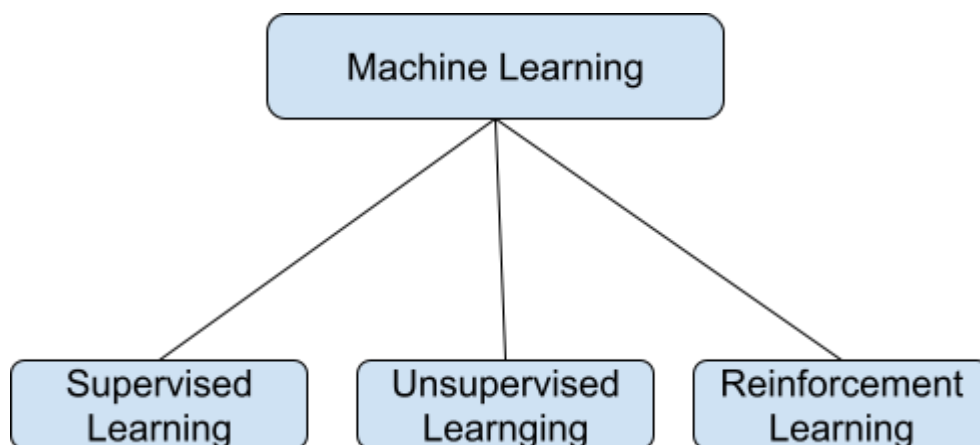 Machine Learning
Supervised
Learning
Unsupervised
Learnging
Reinforcement
Learning